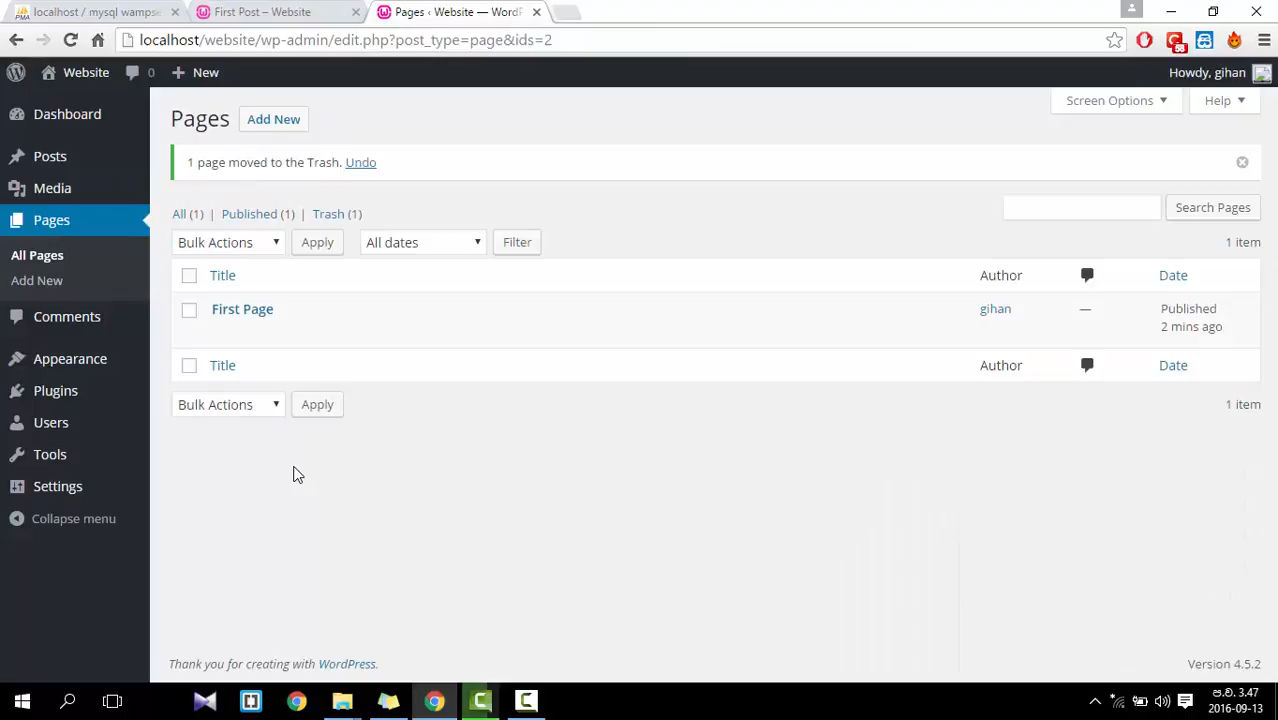 localhost / mysql wampse
First Post – Website
Pages ‹ Website — WordP
localhost/website/wp-admin/edit.php?post_type=page&ids=2
Website 0 New Howdy, gihan
Dashboard
Posts
Media
Pages
All Pages
Add New
Comments
Appearance
Plugins
Users
Tools
Settings
Collapse menu
Screen Options Help
Pages Add New
1 page moved to the Trash. Undo
All (1) | Published (1) | Trash (1)
Search Pages
Bulk Actions Apply All dates Filter 1 item
Title Author Date
First Page gihan — Published
2 mins ago
Title Author Date
Bulk Actions Apply 1 item
Thank you for creating with WordPress. Version 4.5.2
ප.ව. 3.47
2016-09-13